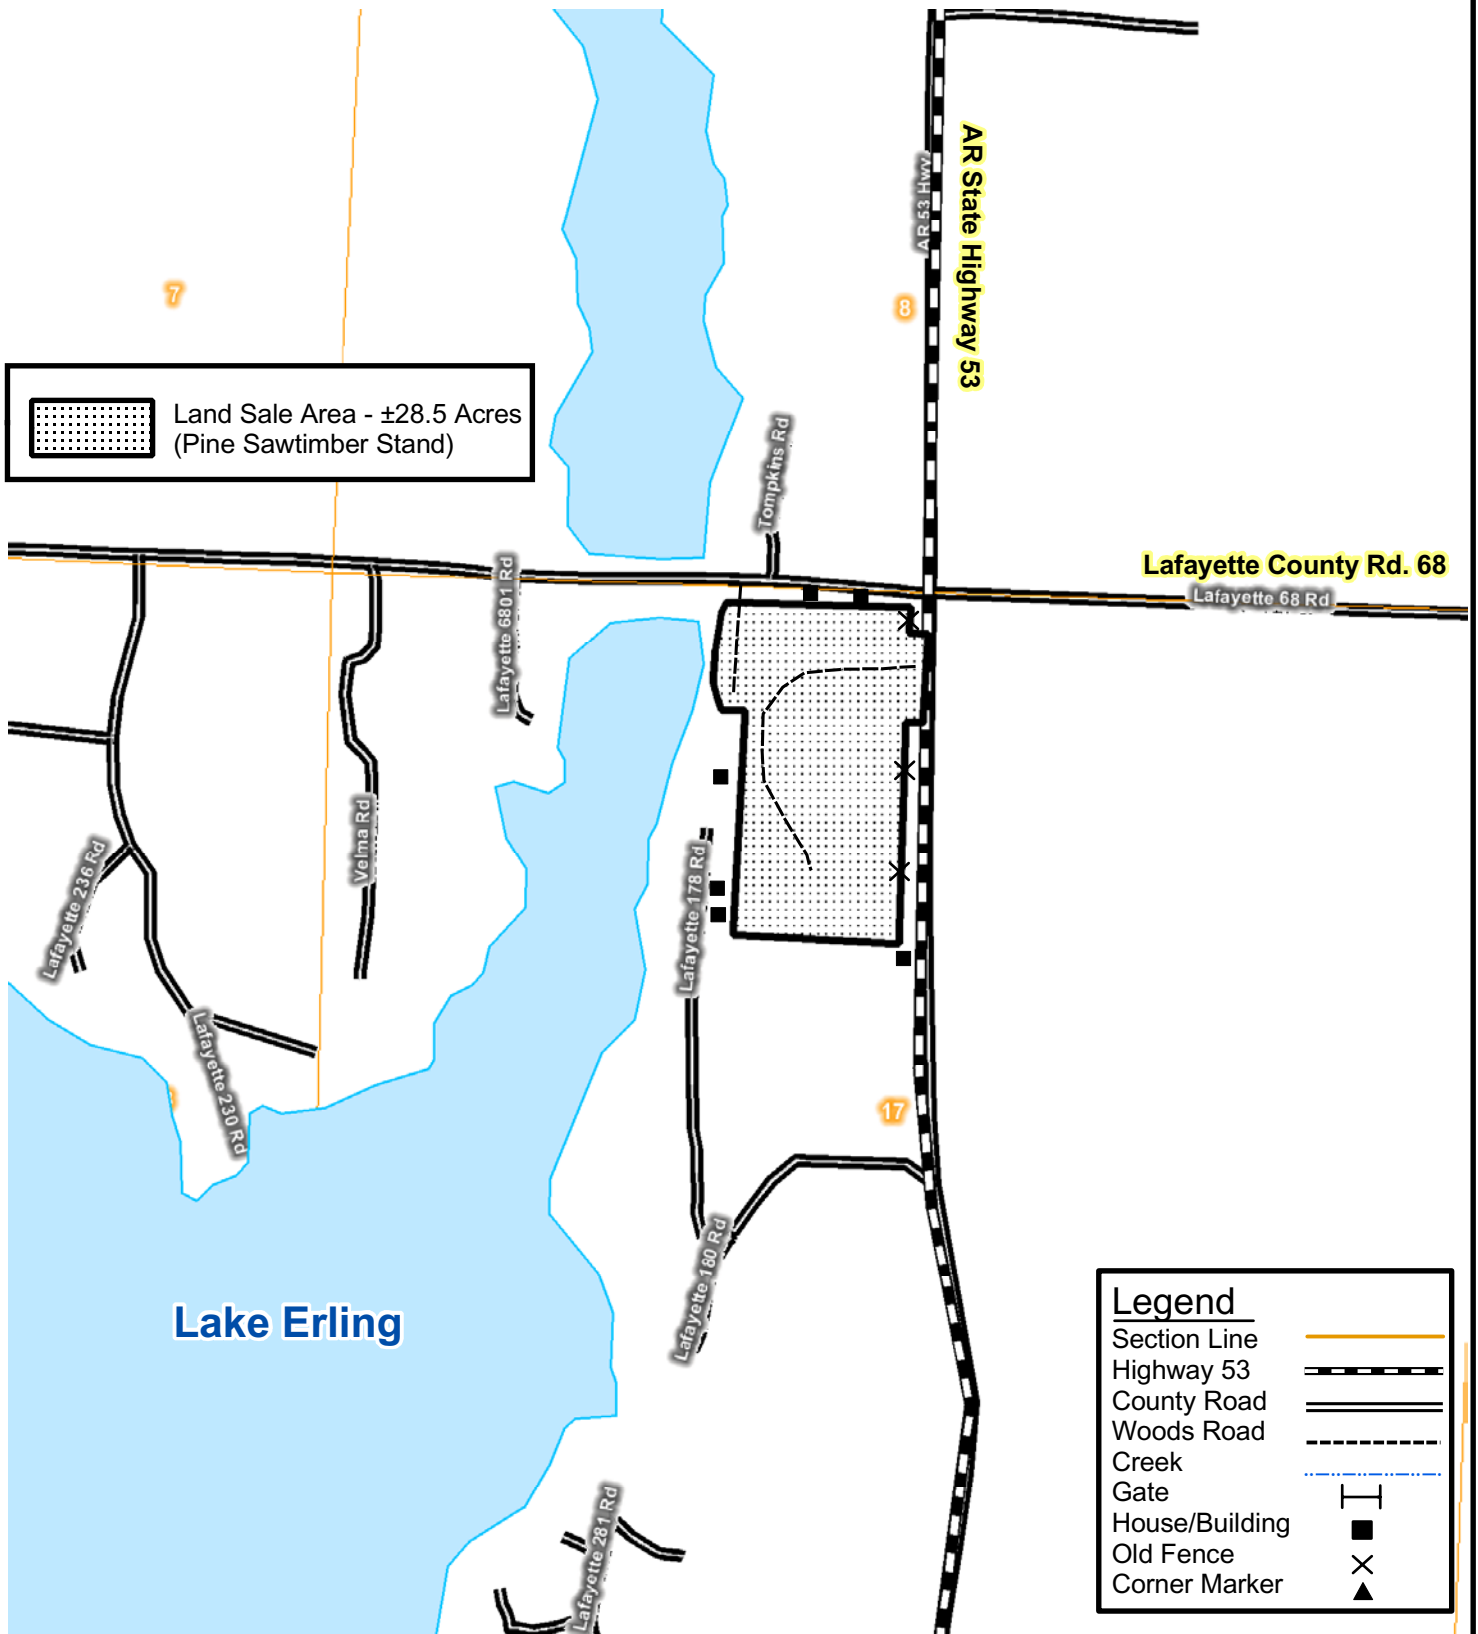 AR State Highway 53
AR 53 Hwy
7
8
Land Sale Area - ±28.5 Acres
(Pine Sawtimber Stand)
Tompkins Rd
Lafayette County Rd. 68
Lafayette 68 Rd
Lafayette 6801 Rd
Velma Rd
Lafayette 236 Rd
Lafayette 178 Rd
Lafayette 230 Rd
17
Lafayette 180 Rd
Lake Erling
Lafayette 281 Rd
Legend
Section Line
Highway 53
County Road
Woods Road
Creek
Gate
House/Building
Old Fence
Corner Marker